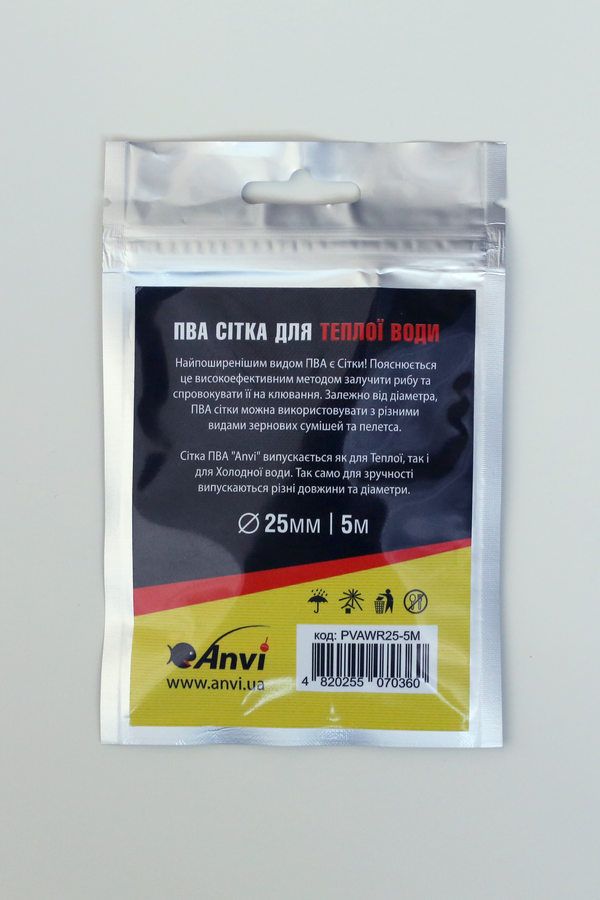 ПВА СІТКА ДЛЯ ТЕПЛОЇ ВОДИ
Найпоширенішим видом ПВА є Сітки! Пояснюється
це високоефективним методом залучити рибу та
спровокувати її на клювання. Залежно від діаметра,
ПВА сітки можна використовувати з різними
видами зернових сумішей та пелетса.
Сітка ПВА "Anvi" випускається як для Теплої, так і
для Холодної води. Так само для зручності
випускаються різні довжини та діаметри.
∅ 25мм | 5м
код: PVAWR25-5M
Anvi
4 820255 070360
www.anvi.ua